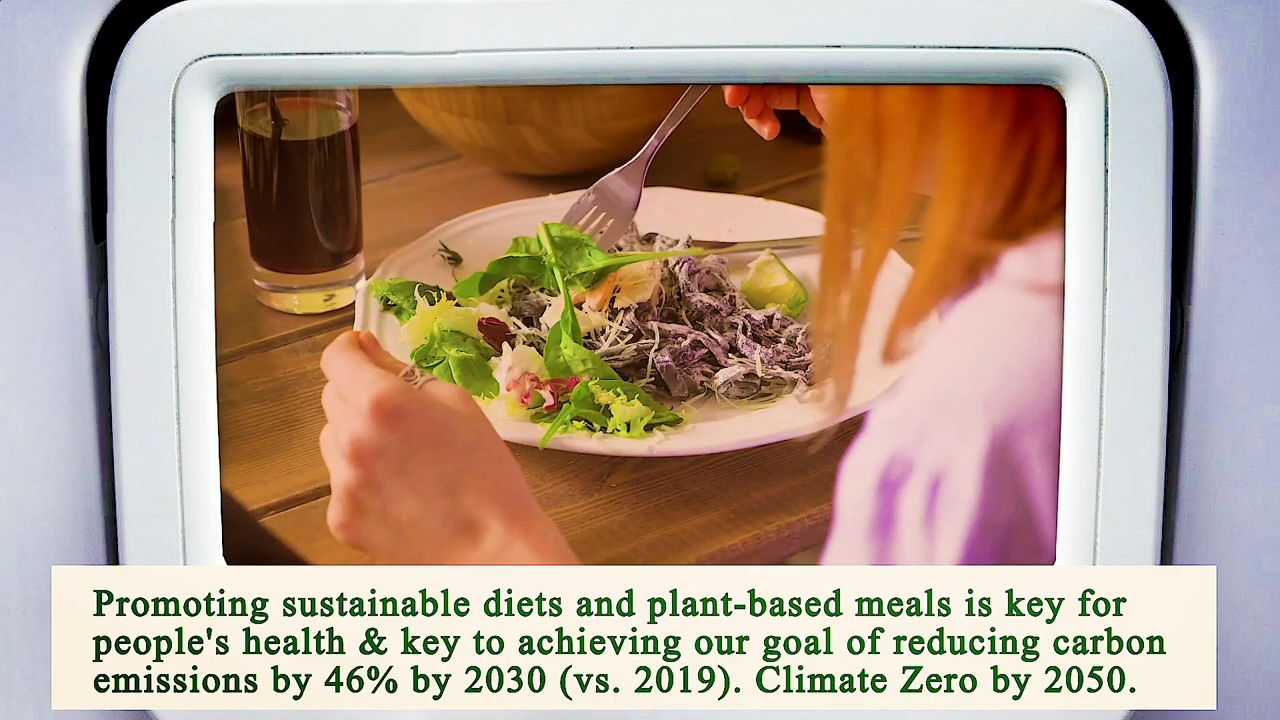 Promoting sustainable diets and plant-based meals is key for
people's health & key to achieving our goal of reducing carbon
emissions by 46% by 2030 (vs. 2019). Climate Zero by 2050.